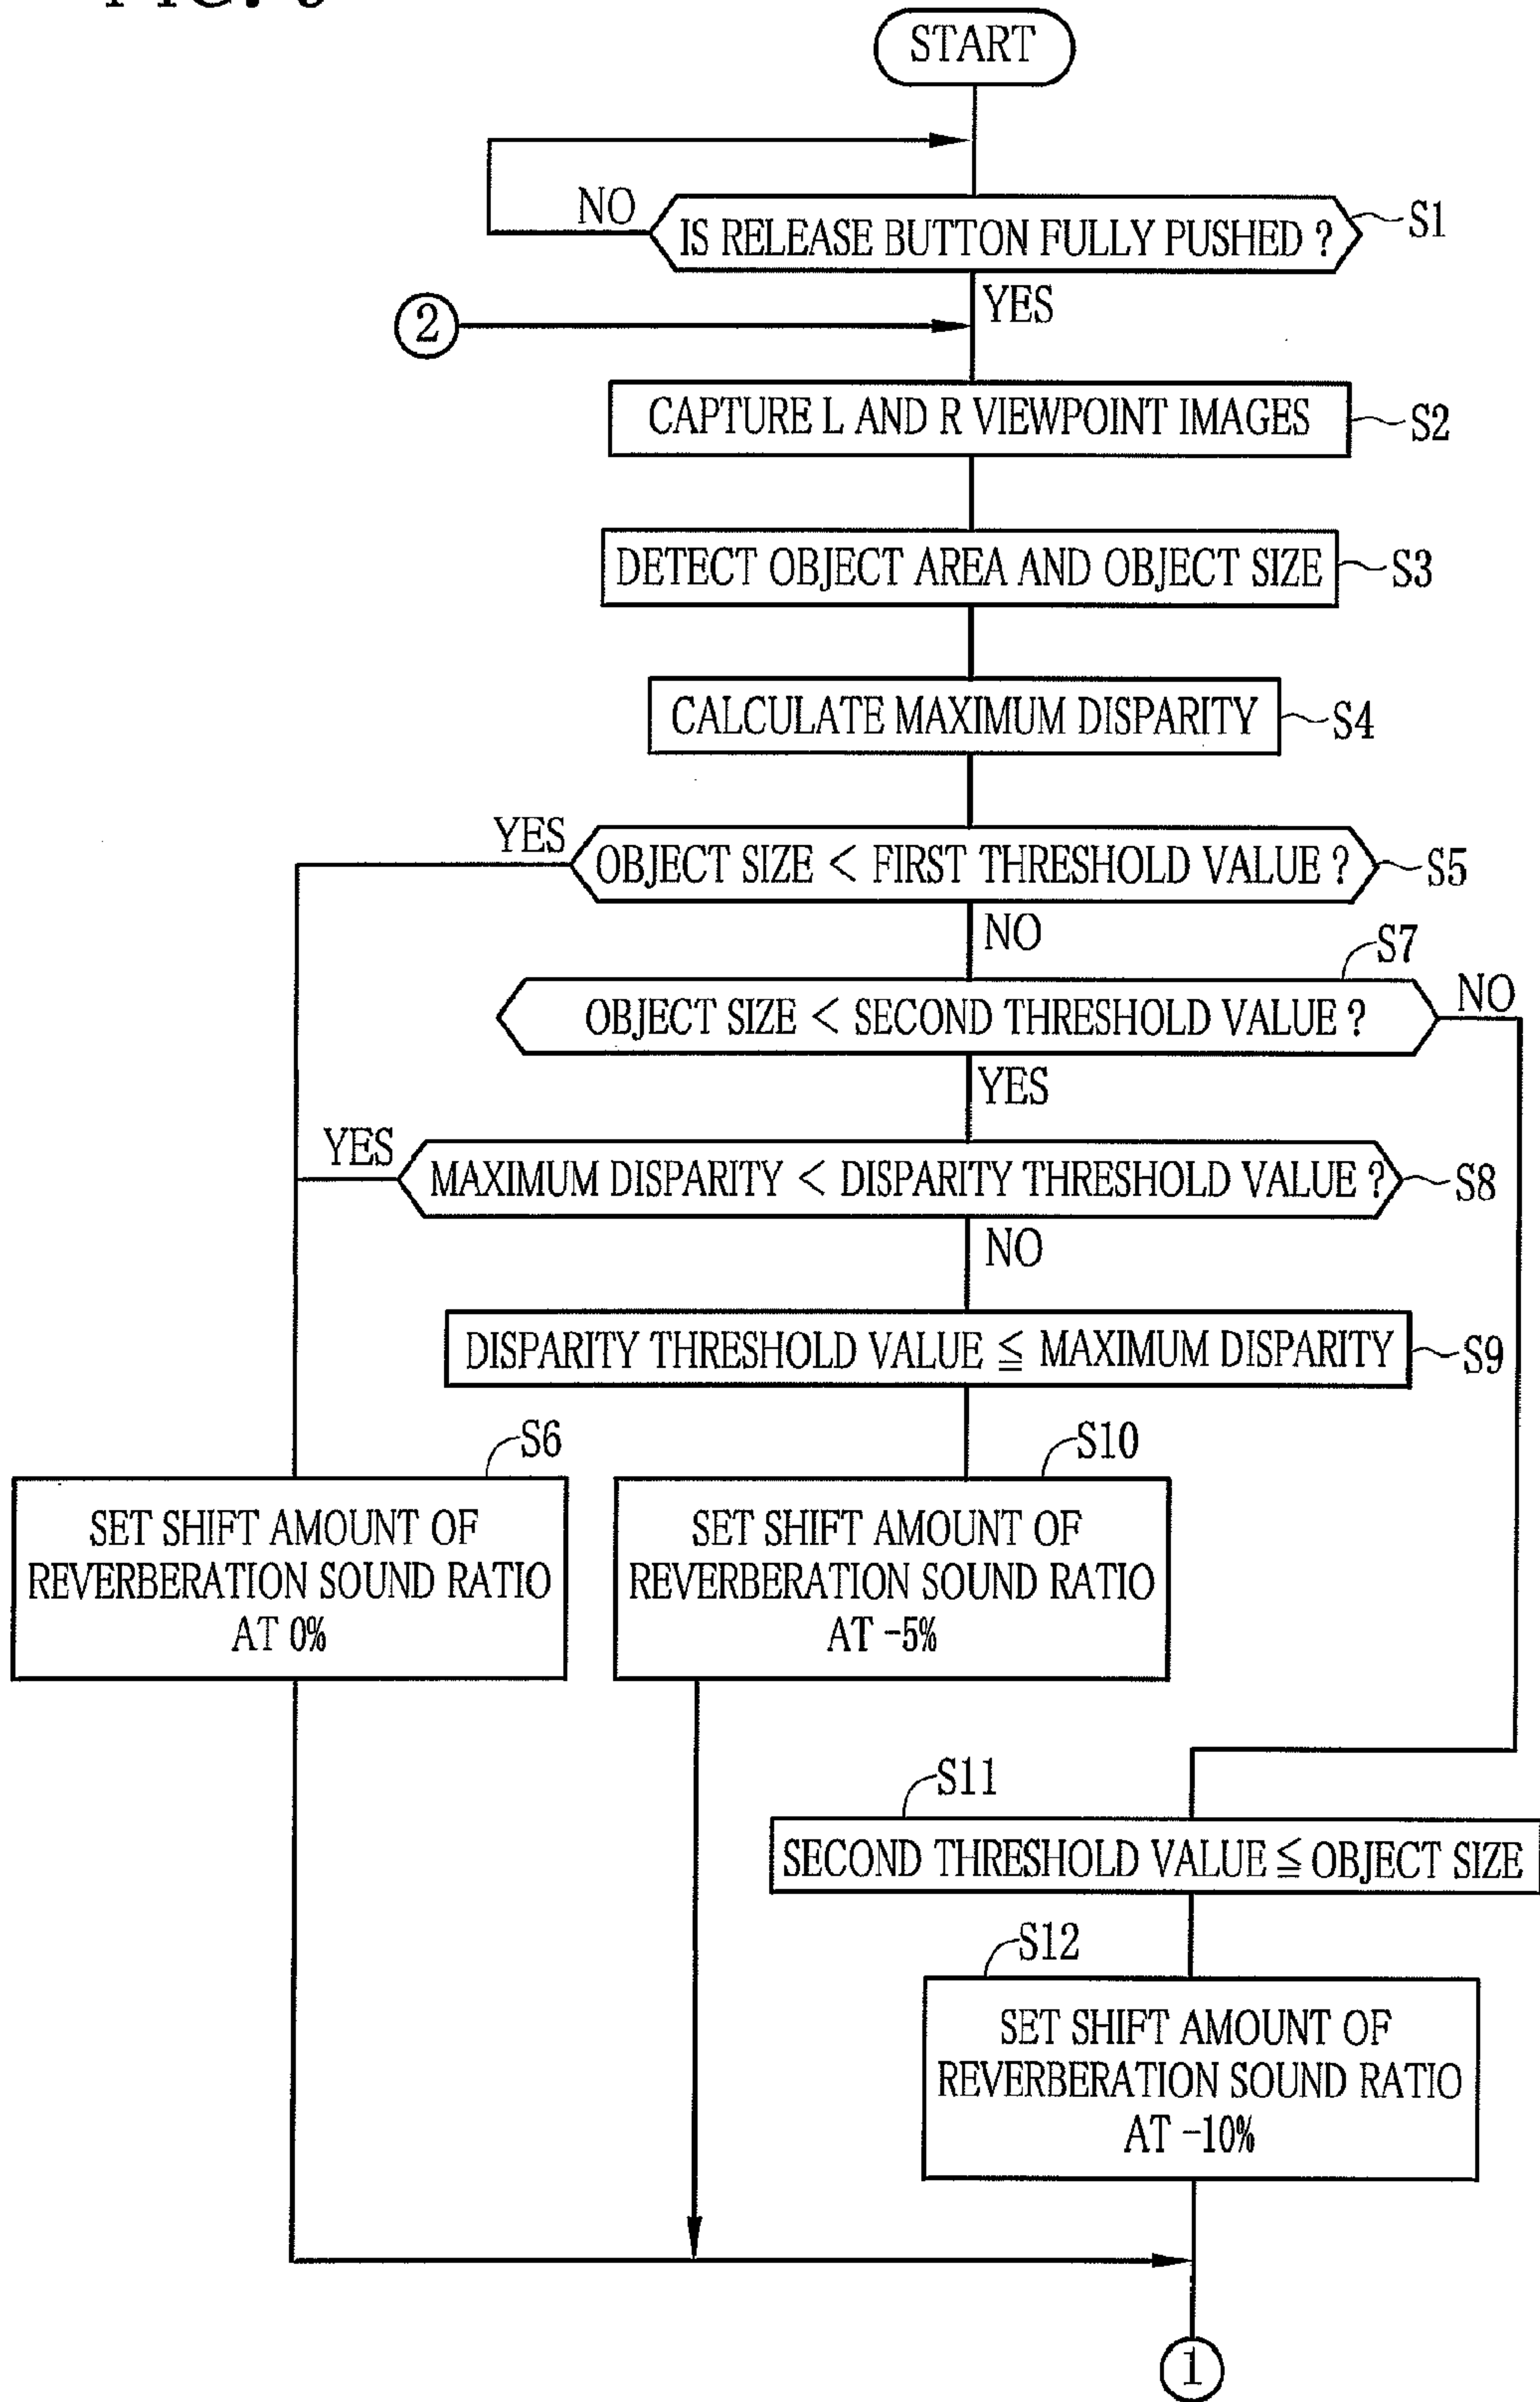 START
NO
IS RELEASE BUTTON FULLY PUSHED ?
S1
YES
2
CAPTURE L AND R VIEWPOINT IMAGES
S2
DETECT OBJECT AREA AND OBJECT SIZE
S3
CALCULATE MAXIMUM DISPARITY
S4
YES
OBJECT SIZE < FIRST THRESHOLD VALUE ?
S5
NO
S7
OBJECT SIZE < SECOND THRESHOLD VALUE ?
NO
YES
YES
MAXIMUM DISPARITY < DISPARITY THRESHOLD VALUE ?
S8
NO
DISPARITY THRESHOLD VALUE ≦ MAXIMUM DISPARITY
S9
S6
SET SHIFT AMOUNT OF
REVERBERATION SOUND RATIO
AT 0%
S10
SET SHIFT AMOUNT OF
REVERBERATION SOUND RATIO
AT -5%
S11
SECOND THRESHOLD VALUE ≦ OBJECT SIZE
S12
SET SHIFT AMOUNT OF
REVERBERATION SOUND RATIO
AT -10%
1